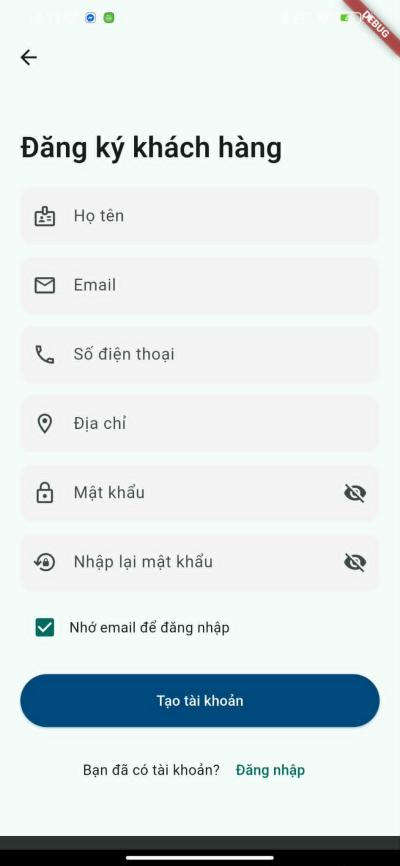 DEBUG
Đăng ký khách hàng
Họ tên
Email
Số điện thoại
Địa chỉ
Mật khẩu
Nhập lại mật khẩu
Nhớ email để đăng nhập
Tạo tài khoản
Bạn đã có tài khoản? Đăng nhập